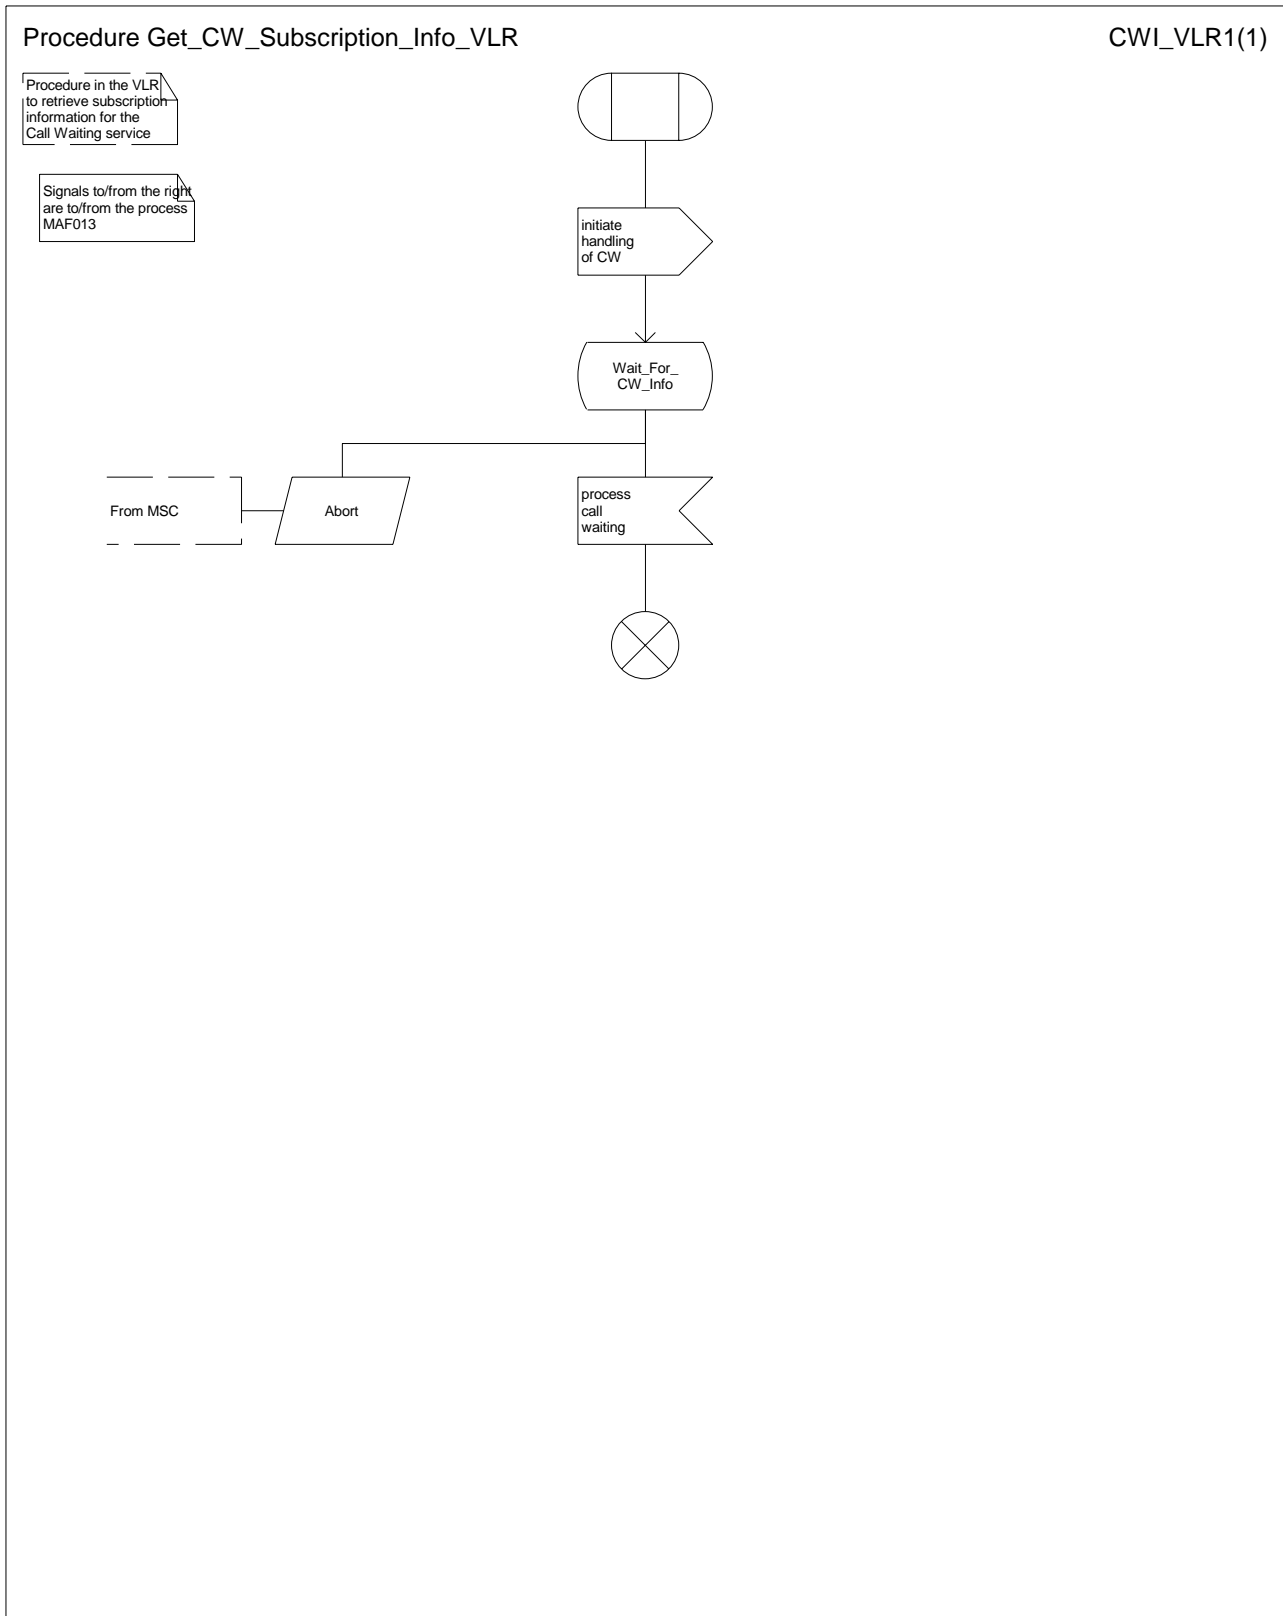 Procedure Get_CW_Subscription_Info_VLR
CWI_VLR1(1)
Procedure in the VLR
to retrieve subscription
information for the
Call Waiting service
Signals to/from the right
are to/from the process
MAF013
initiate
handling
of CW
Wait_For_
CW_Info
From MSC
Abort
process
call
waiting